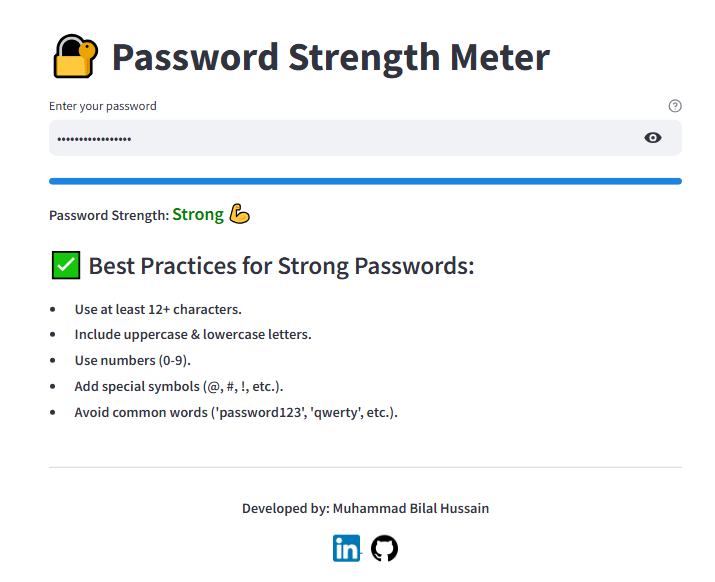 Password Strength Meter
Enter your password
•••••••••••••••••
Password Strength: Strong
Best Practices for Strong Passwords:
• Use at least 12+ characters.
• Include uppercase & lowercase letters.
• Use numbers (0-9).
• Add special symbols (@, #, !, etc.).
• Avoid common words ('password123', 'qwerty', etc.).
Developed by: Muhammad Bilal Hussain
in